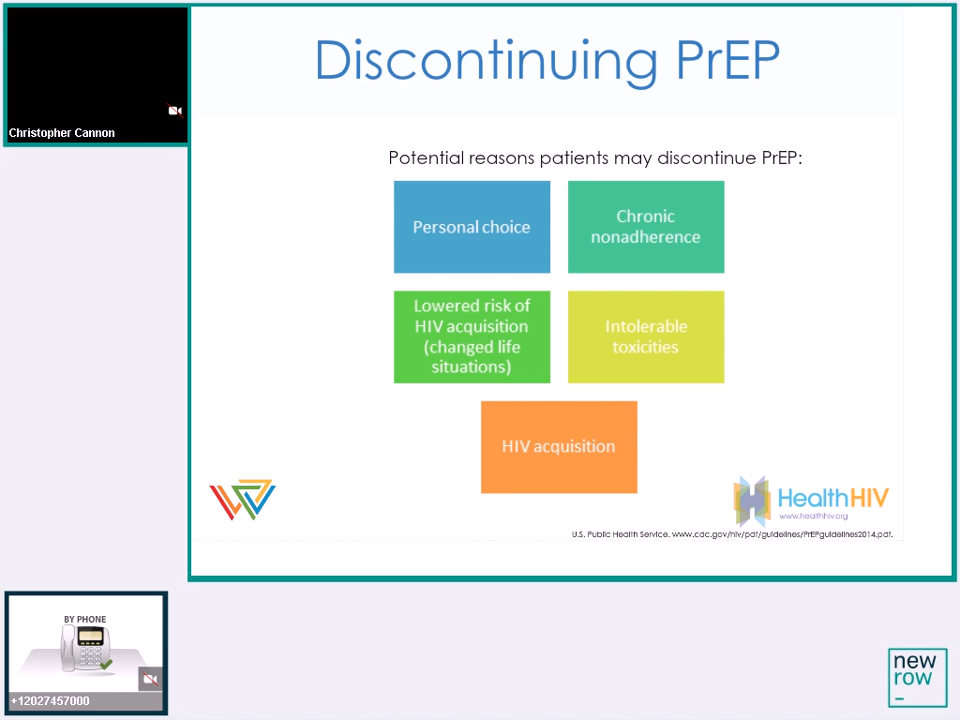 Christopher Cannon
Discontinuing PrEP
Potential reasons patients may discontinue PrEP:
Personal choice
Chronic
nonadherence
Lowered risk of
HIV acquisition
(changed life
situations)
Intolerable
toxicities
HIV acquisition
HealthHIV
www.healthhiv.org
U.S. Public Health Service. www.cdc.gov/hiv/pdf/guidelines/PrEPguidelines2014.pdf.
BY PHONE
+12027457000
new
row